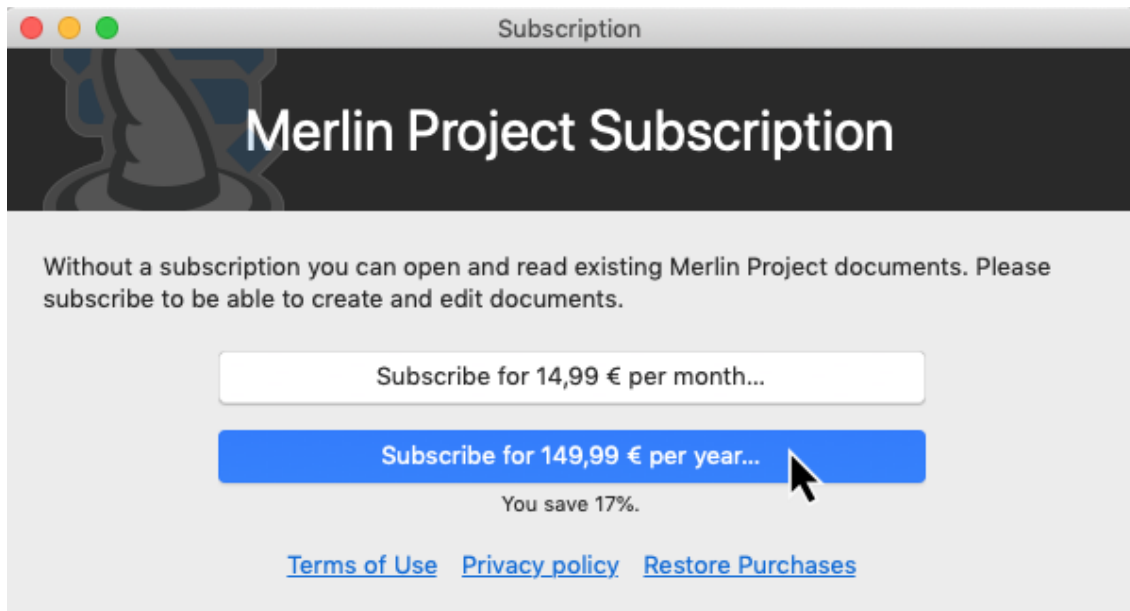 Subscription
Merlin Project Subscription
Without a subscription you can open and read existing Merlin Project documents. Please
subscribe to be able to create and edit documents.
Subscribe for 14,99 € per month...
Subscribe for 149,99 € per year...
You save 17%.
Terms of Use Privacy policy Restore Purchases